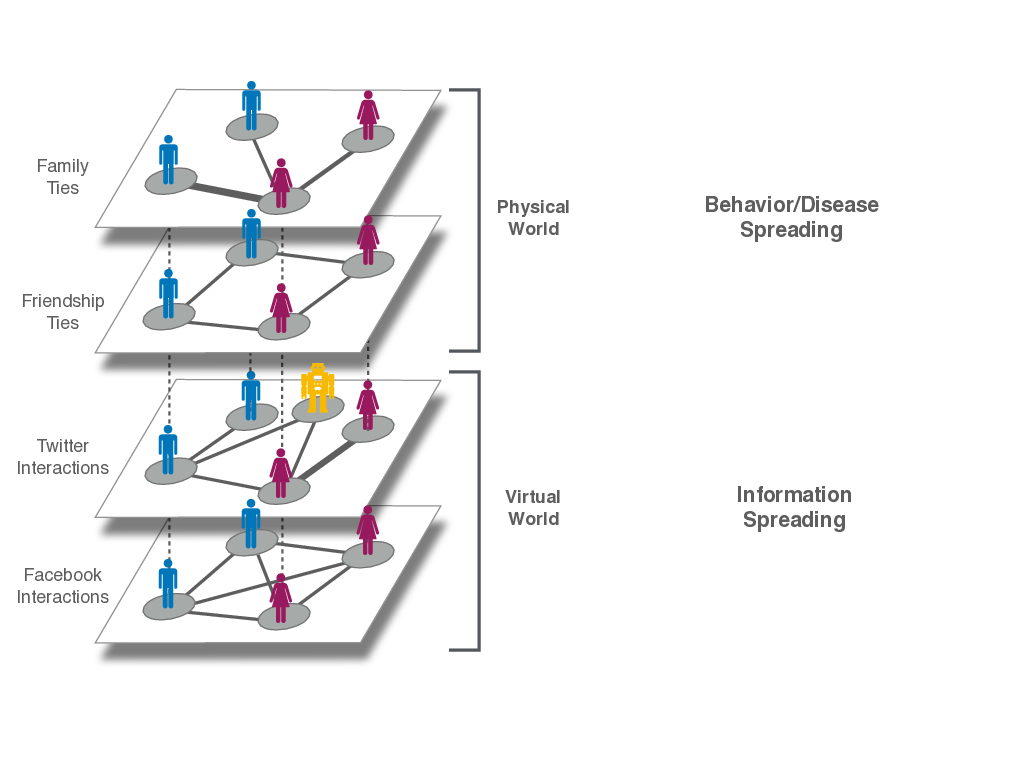 Family
Ties
Physical
World
Behavior/Disease
Spreading
Friendship
Ties
Twitter
Interactions
Virtual
World
Information
Spreading
Facebook
Interactions